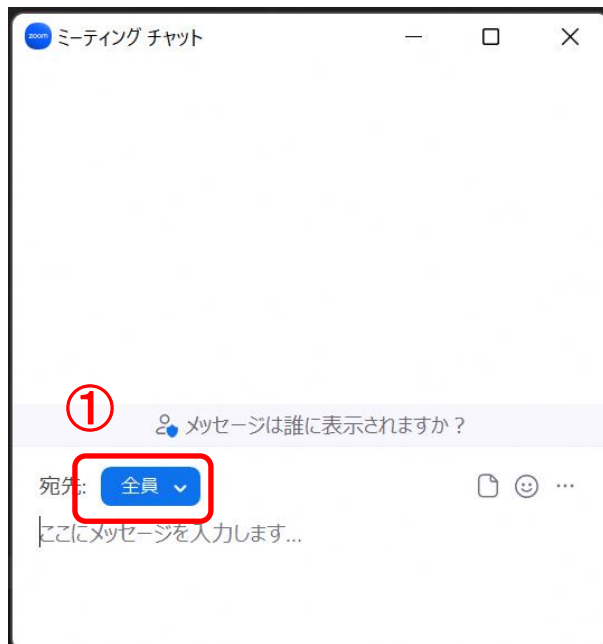 zoom ミーティング チャット
①
メッセージは誰に表示されますか？
宛先: 全員
ここにメッセージを入力します...